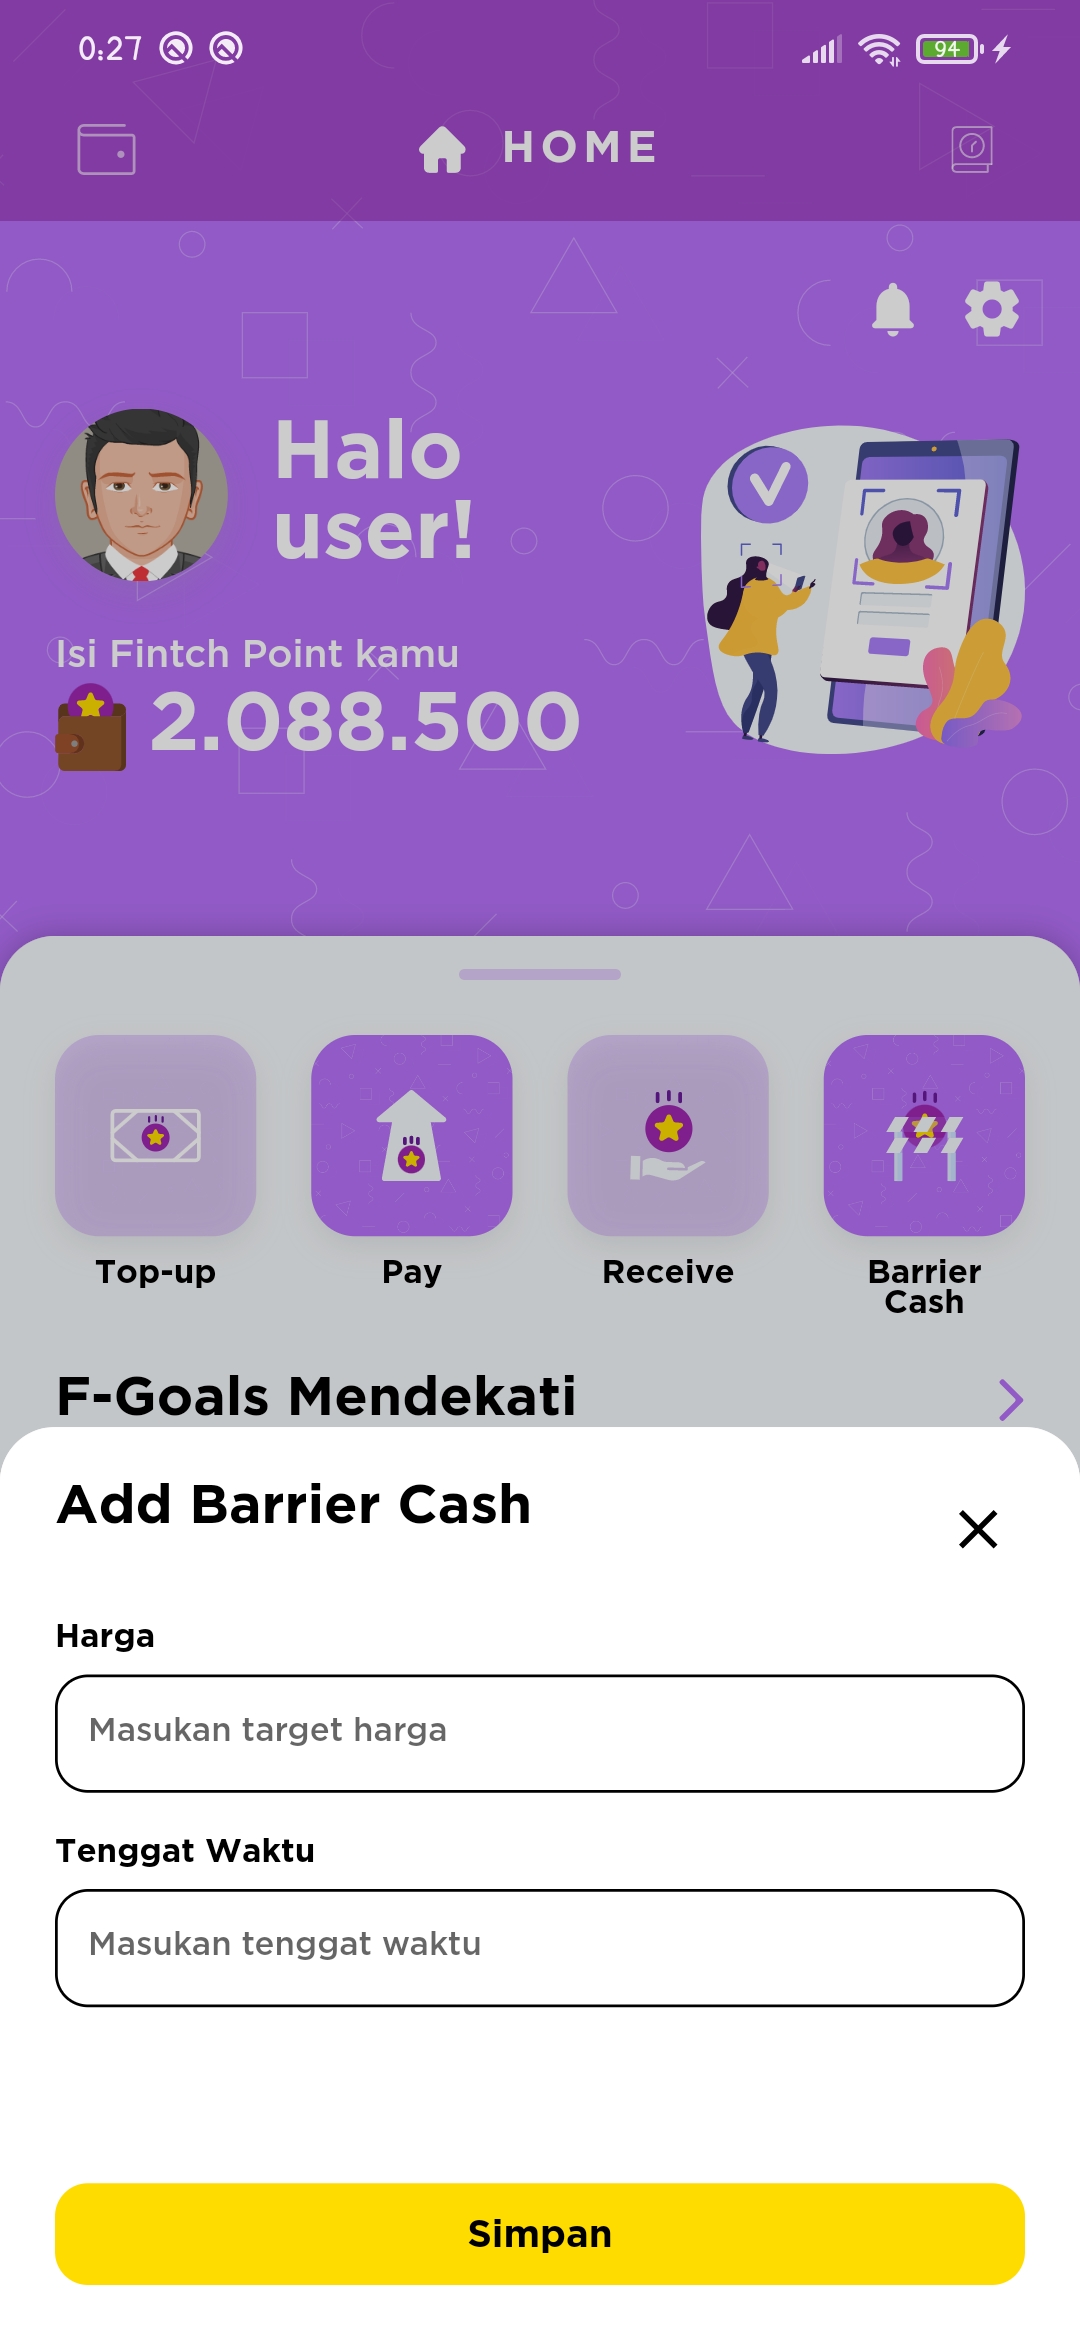 0:27
94
HOME
Halo
user!
Isi Fintch Point kamu
2.088.500
Top-up
Pay
Receive
Barrier
Cash
F-Goals Mendekati
Add Barrier Cash
Harga
Masukan target harga
Tenggat Waktu
Masukan tenggat waktu
Simpan